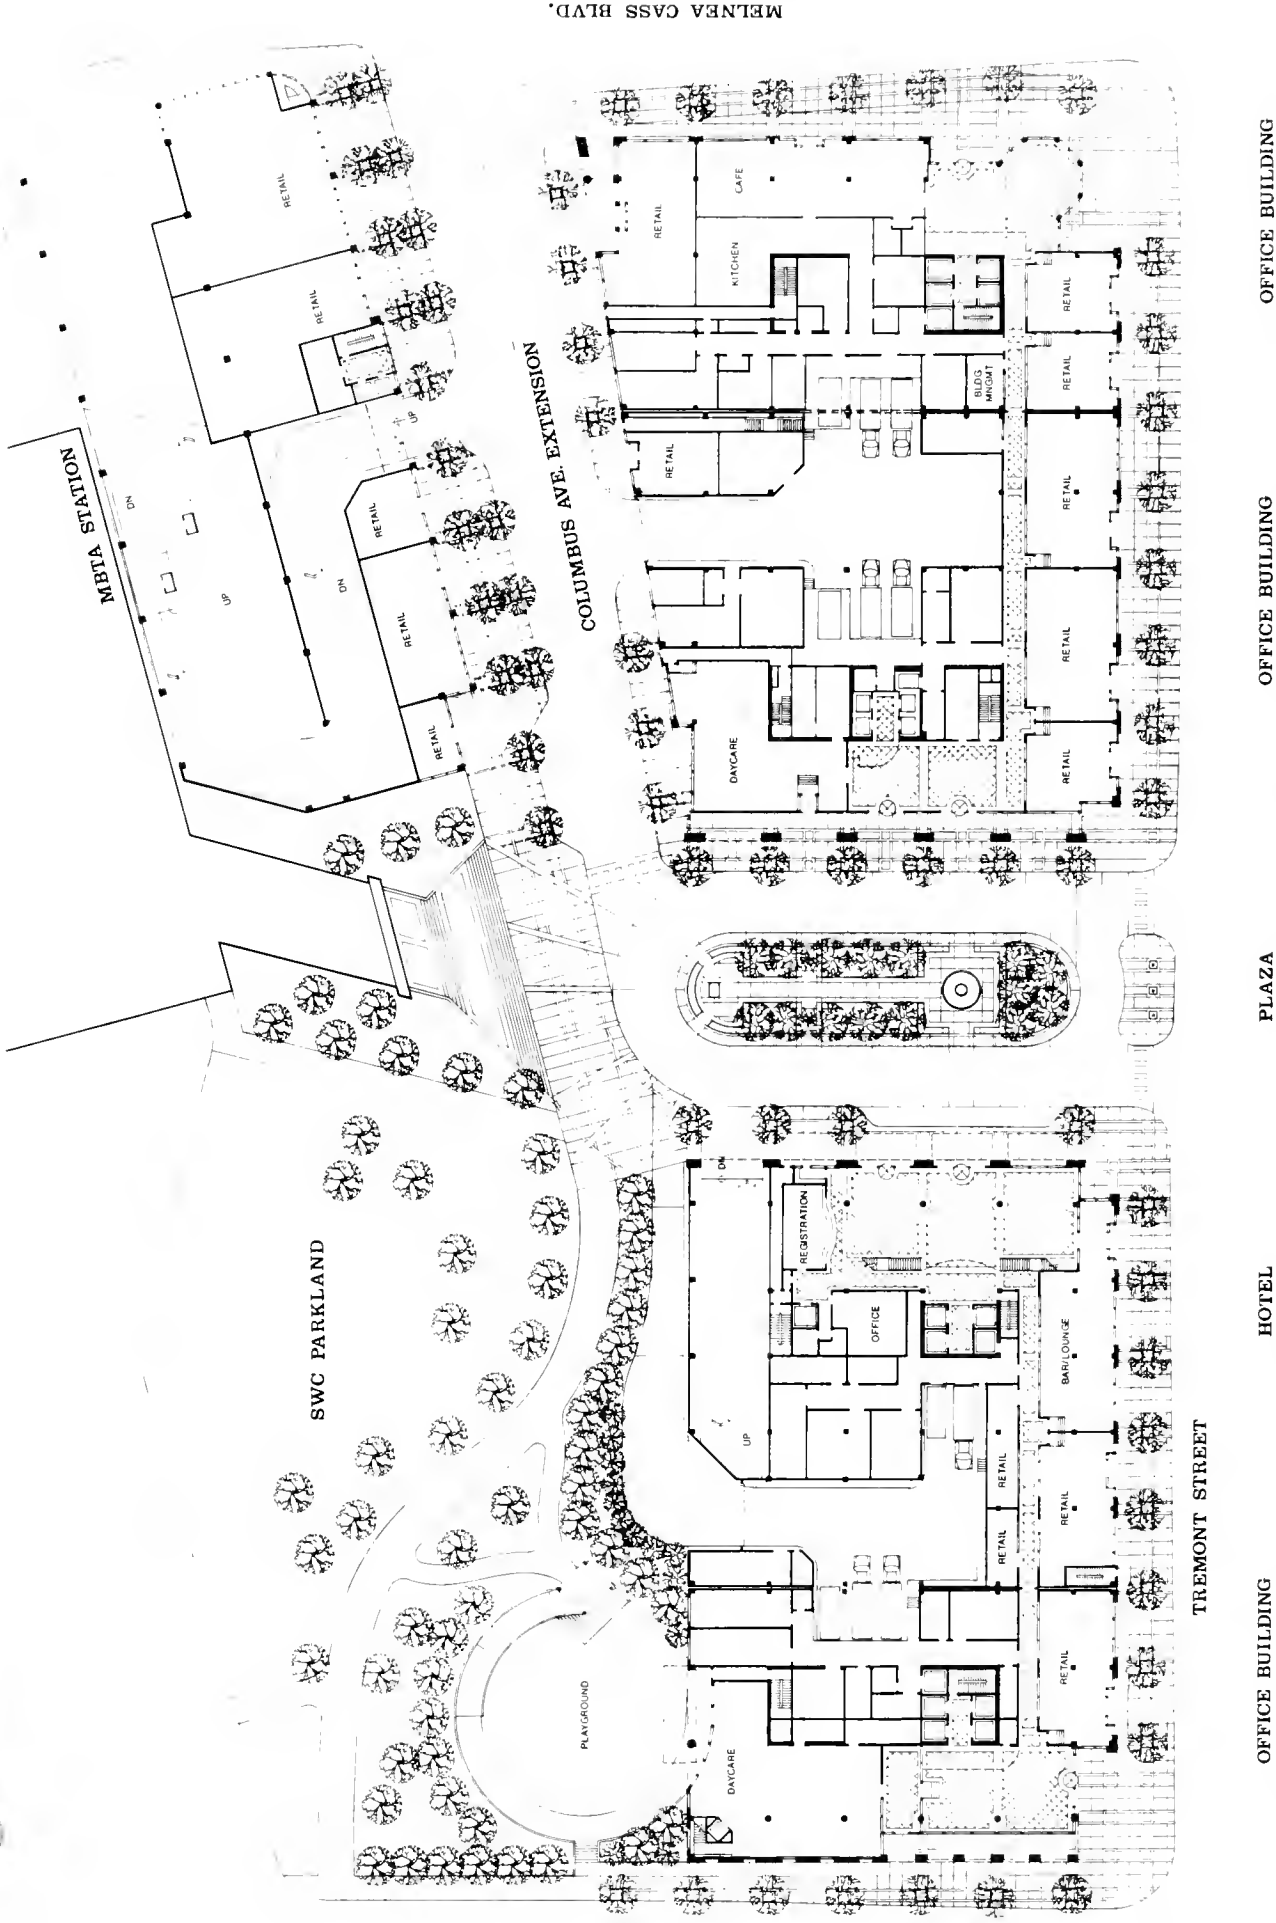 MELNEA CASS BLVD.
OFFICE BUILDING
OFFICE BUILDING
PLAZA
HOTEL
OFFICE BUILDING
TREMONT STREET
COLUMBUS AVE. EXTENSION
MBTA STATION
SWC PARKLAND
RETAIL
RETAIL
UP
RETAIL
RETAIL
RETAIL
DN
UP
DN
RETAIL
CAFE
KITCHEN
RETAIL
BLDG
MNGMT
RETAIL
RETAIL
RETAIL
RETAIL
RETAIL
DAYCARE
DN
REGISTRATION
OFFICE
BAR/LOUNGE
UP
RETAIL
RETAIL
RETAIL
RETAIL
PLAYGROUND
DAYCARE